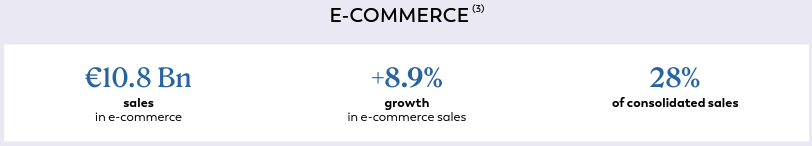 E-COMMERCE (3)
€10.8 Bn
sales
in e-commerce
+8.9%
growth
in e-commerce sales
28%
of consolidated sales